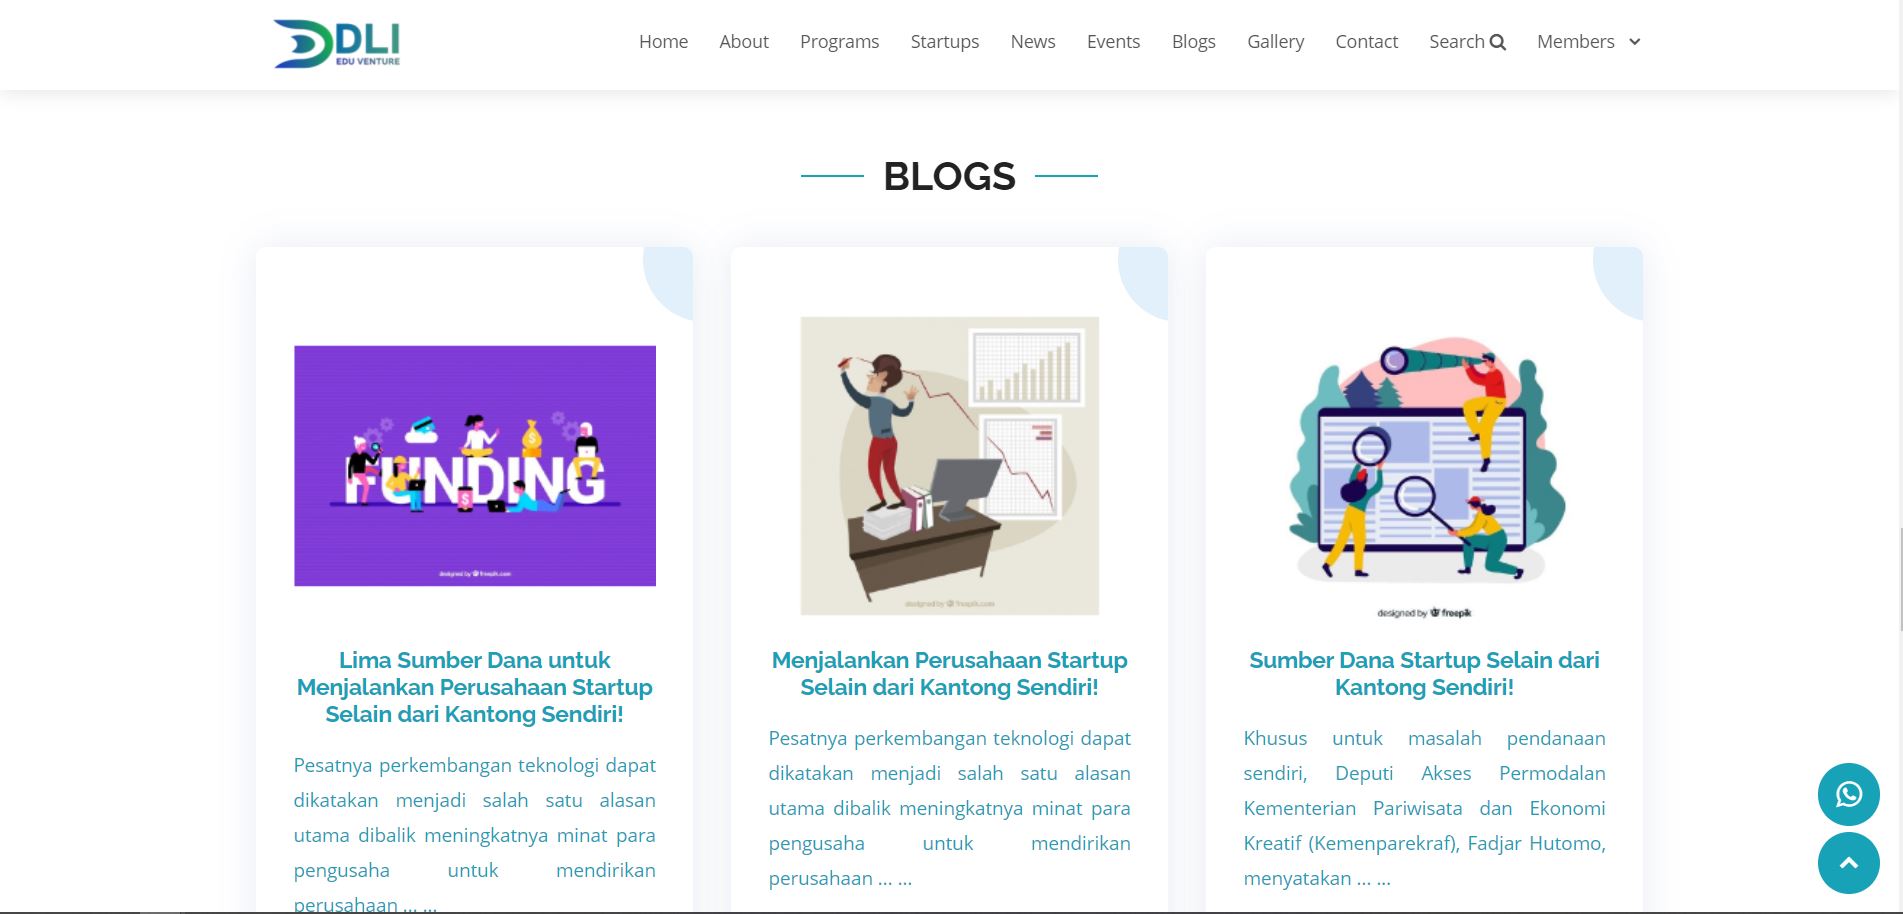 DLI
EDU VENTURE
Home About Programs Startups News Events Blogs Gallery Contact Search Members
BLOGS
FUNDING
designed by freepik
Lima Sumber Dana untuk
Menjalankan Perusahaan Startup
Selain dari Kantong Sendiri!
Pesatnya perkembangan teknologi dapat
dikatakan menjadi salah satu alasan
utama dibalik meningkatnya minat para
pengusaha untuk mendirikan
perusahaan ... ...
designed by freepik
Menjalankan Perusahaan Startup
Selain dari Kantong Sendiri!
Pesatnya perkembangan teknologi dapat
dikatakan menjadi salah satu alasan
utama dibalik meningkatnya minat para
pengusaha untuk mendirikan
perusahaan ... ...
designed by freepik
Sumber Dana Startup Selain dari
Kantong Sendiri!
Khusus untuk masalah pendanaan
sendiri, Deputi Akses Permodalan
Kementerian Pariwisata dan Ekonomi
Kreatif (Kemenparekraf), Fadjar Hutomo,
menyatakan ... ...